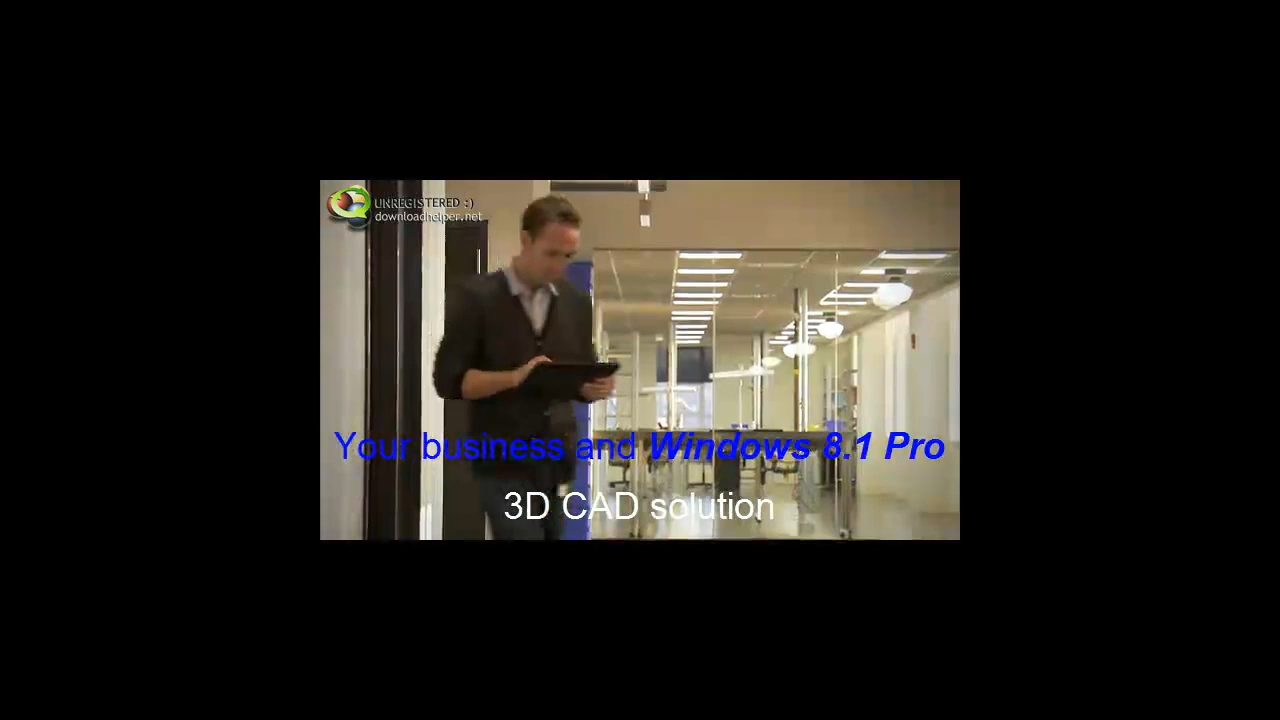 UNREGISTERED :)
downloadhelper.net
Your business and Windows 8.1 Pro
3D CAD solution